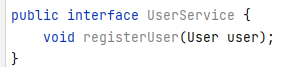 public interface UserService {
    void registerUser(User user);
}